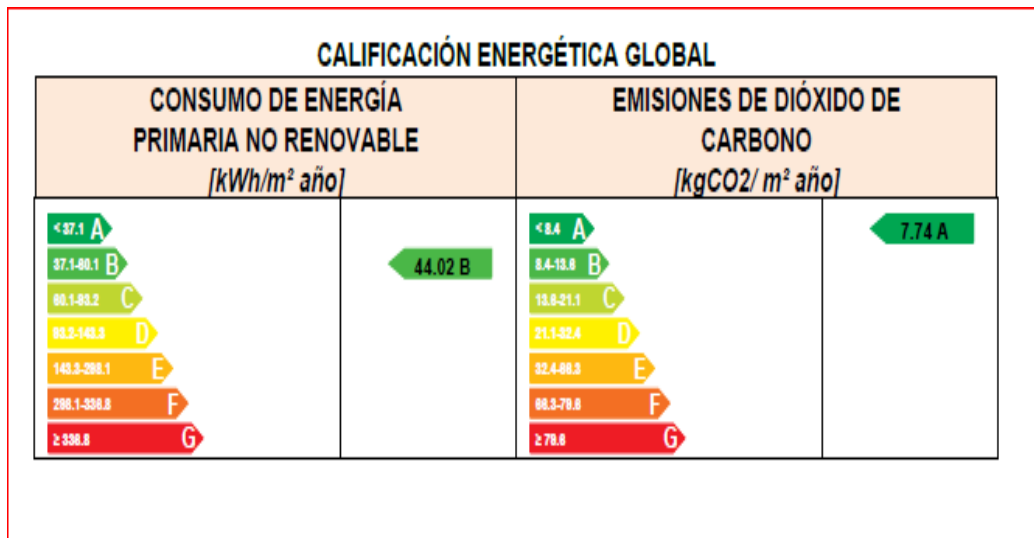 CALIFICACIÓN ENERGÉTICA GLOBAL
CONSUMO DE ENERGÍA
PRIMARIA NO RENOVABLE
[kWh/m² año]
EMISIONES DE DIÓXIDO DE
CARBONO
[kgCO2/ m² año]
< 37.1 A
37.1-60.1 B
60.1-93.2 C
93.2-143.3 D
143.3-298.1 E
298.1-336.8 F
≥ 336.8 G
44.02 B
< 8.4 A
8.4-13.6 B
13.6-21.1 C
21.1-32.4 D
32.4-66.3 E
66.3-79.6 F
≥ 79.6 G
7.74 A